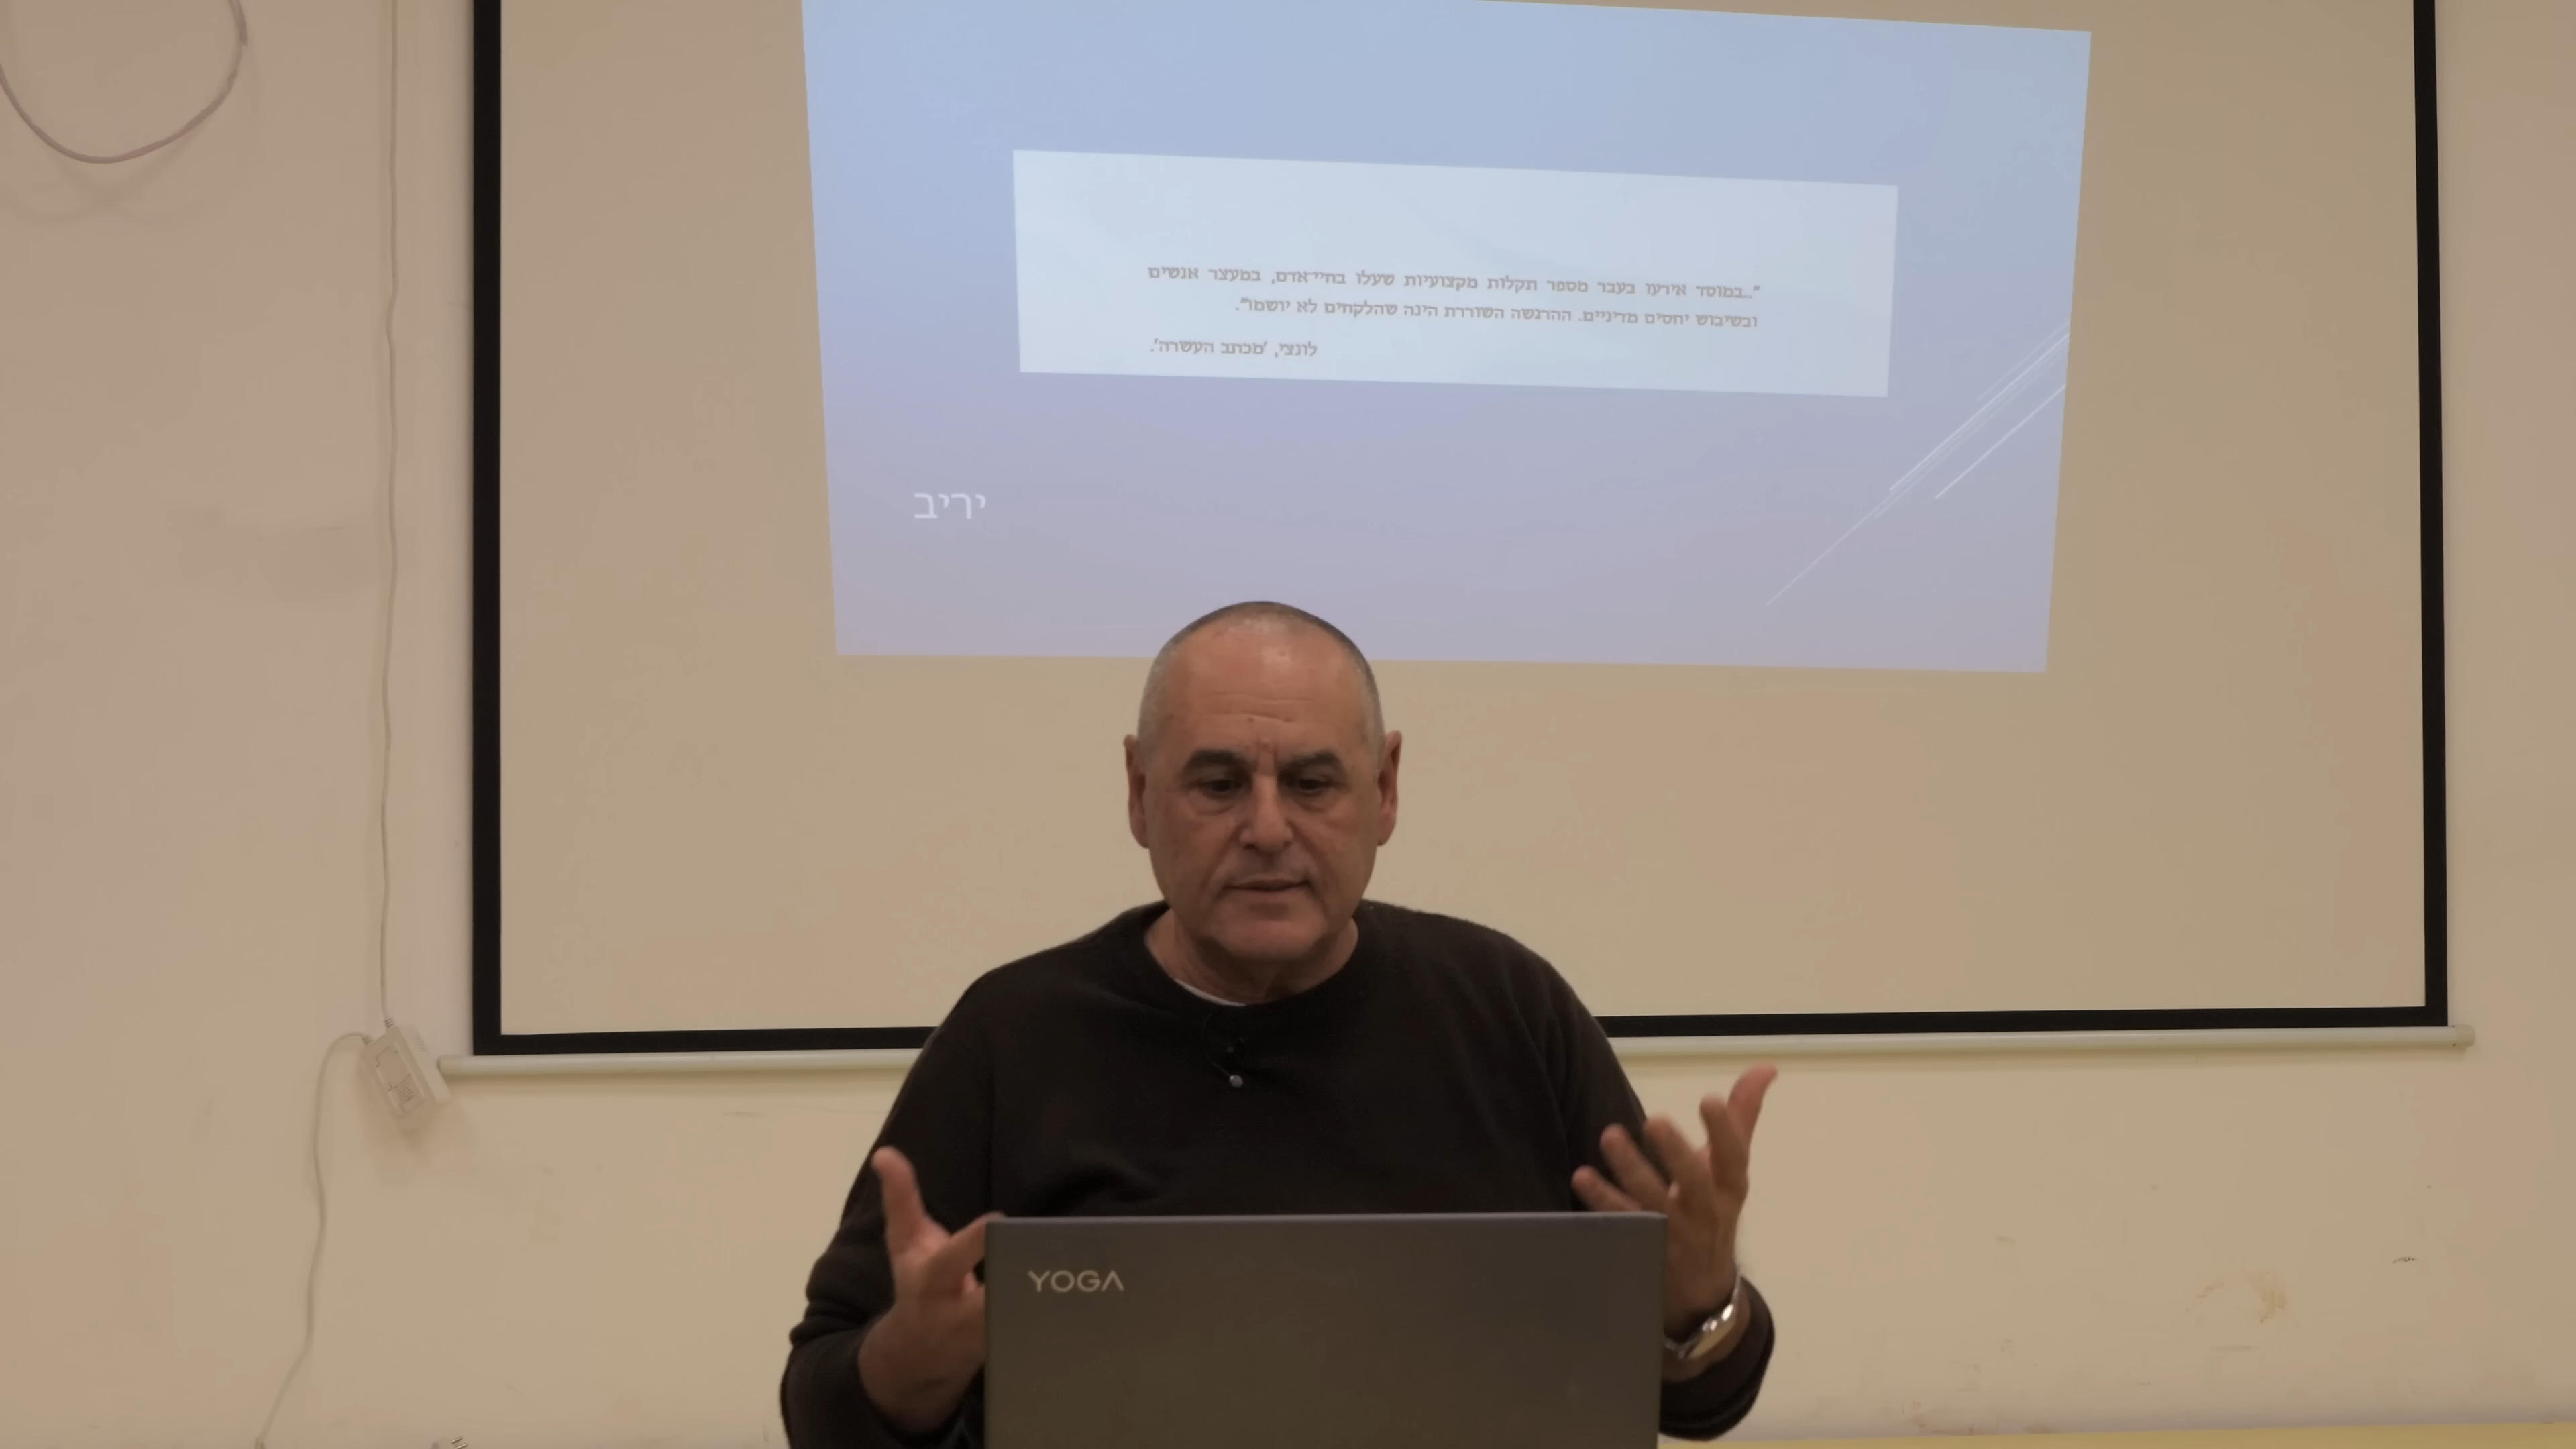 "..במוסד אירעו בעבר מספר תקלות מקצועיות שעלו בחיי־אדם, במעצר אנשים
ובשיבוש יחסים מדיניים. ההרגשה השוררת הינה שהלקחים לא יושמו".
לונצי, 'מכתב העשרה'.
יריב
YOGA